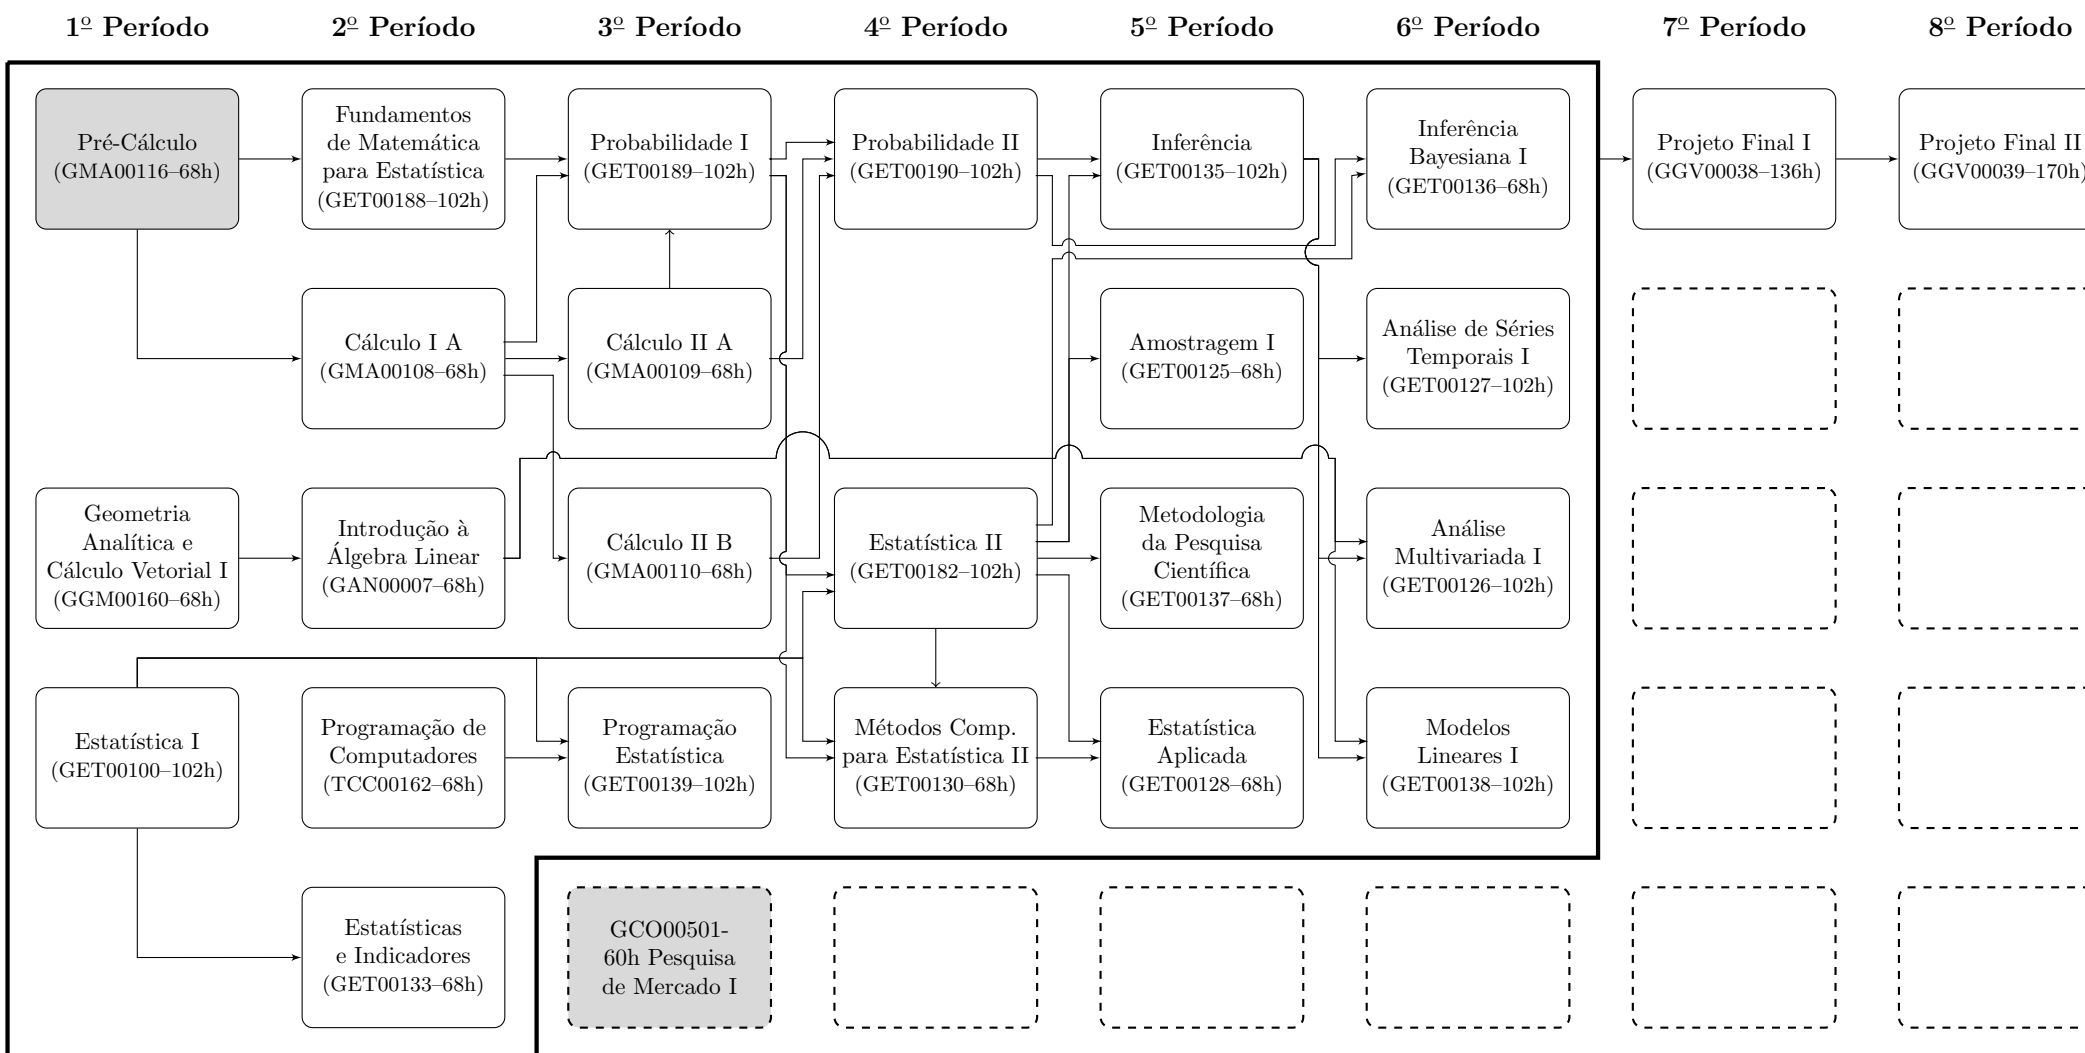 1º Período
2º Período
3º Período
4º Período
5º Período
6º Período
7º Período
8º Período
Pré-Cálculo
(GMA00116–68h)
Fundamentos
de Matemática
para Estatística
(GET00188–102h)
Probabilidade I
(GET00189–102h)
Probabilidade II
(GET00190–102h)
Inferência
(GET00135–102h)
Inferência
Bayesiana I
(GET00136–68h)
Projeto Final I
(GGV00038–136h)
Projeto Final II
(GGV00039–170h)
Cálculo I A
(GMA00108–68h)
Cálculo II A
(GMA00109–68h)
Amostragem I
(GET00125–68h)
Análise de Séries
Temporais I
(GET00127–102h)
Geometria
Analítica e
Cálculo Vetorial I
(GGM00160–68h)
Introdução à
Álgebra Linear
(GAN00007–68h)
Cálculo II B
(GMA00110–68h)
Estatística II
(GET00182–102h)
Metodologia
da Pesquisa
Científica
(GET00137–68h)
Análise
Multivariada I
(GET00126–102h)
Estatística I
(GET00100–102h)
Programação de
Computadores
(TCC00162–68h)
Programação
Estatística
(GET00139–102h)
Métodos Comp.
para Estatística II
(GET00130–68h)
Estatística
Aplicada
(GET00128–68h)
Modelos
Lineares I
(GET00138–102h)
Estatísticas
e Indicadores
(GET00133–68h)
GCO00501-
60h Pesquisa
de Mercado I